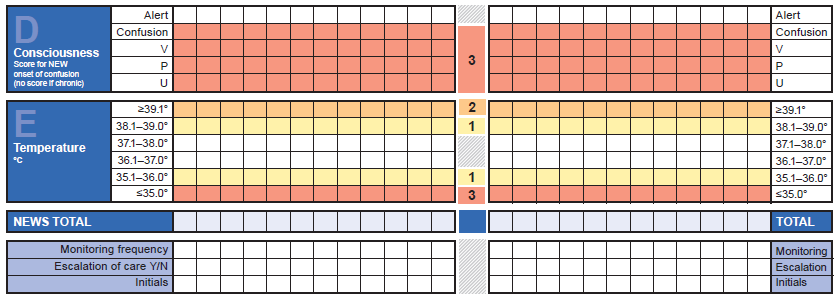 D
Consciousness
Score for NEW
onset of confusion
(no score if chronic)
Alert
Confusion
V
P
U
3
Alert
Confusion
V
P
U
E
Temperature
°C
≥39.1°
38.1–39.0°
37.1–38.0°
36.1–37.0°
35.1–36.0°
≤35.0°
2
1
1
3
≥39.1°
38.1–39.0°
37.1–38.0°
36.1–37.0°
35.1–36.0°
≤35.0°
NEWS TOTAL
TOTAL
Monitoring frequency
Escalation of care Y/N
Initials
Monitoring
Escalation
Initials